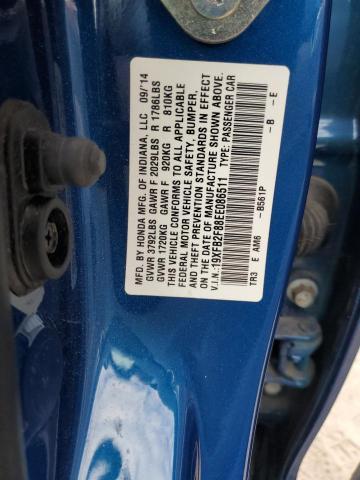 MFD. BY HONDA MFG. OF INDIANA, LLC 09/14
GVWR 3792LBS GAWR F 2029LBS R 1786LBS
GVWR 1720KG GAWR F 920KG R 810KG
THIS VEHICLE CONFORMS TO ALL APPLICABLE
FEDERAL MOTOR VEHICLE SAFETY, BUMPER,
AND THEFT PREVENTION STANDARDS IN EFFECT
ON THE DATE OF MANUFACTURE SHOWN ABOVE.
V.I.N.:19XFB2F88EE086511 TYPE: PASSENGER CAR
TR3 E AM6 -B561P -B -E